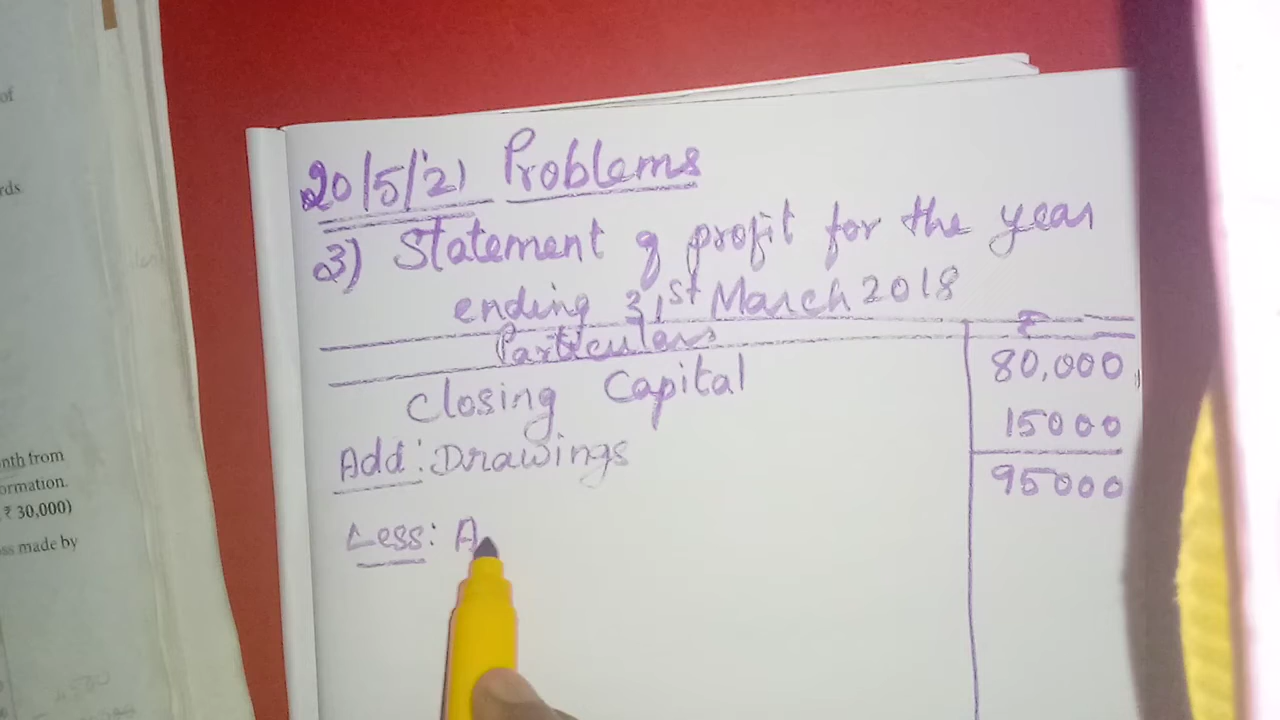 of
rds
nth from
ormation.
₹ 30,000)
ss made by
20/5/21 Problems
3) Statement of profit for the year
ending 31st March 2018
Particulars ₹
Closing Capital 80,000
Add: Drawings 15000
95000
Less: A